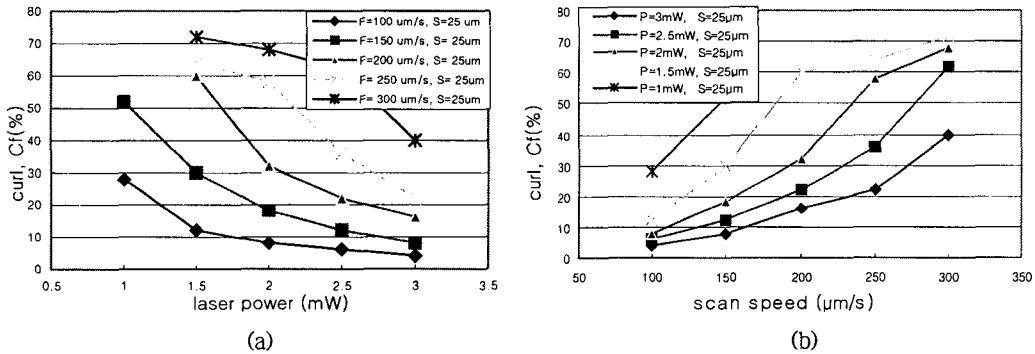 80
70
60
50
40
30
20
10
0
curl, Cf(%)
0.5 1 1.5 2 2.5 3 3.5
laser power (mW)
F=100 um/s, S=25 um
F=150 um/s, S= 25um
F=200 um/s, S= 25um
F= 250 um/s, S= 25um
F= 300 um/s, S=25um
(a)
80
70
60
50
40
30
20
10
0
curl, Cf(%)
50 100 150 200 250 300 350
scan speed (μm/s)
P=3mW, S=25μm
P=2.5mW, S=25μm
P=2mW, S=25μm
P=1.5mW, S=25μm
P=1mW, S=25μm
(b)